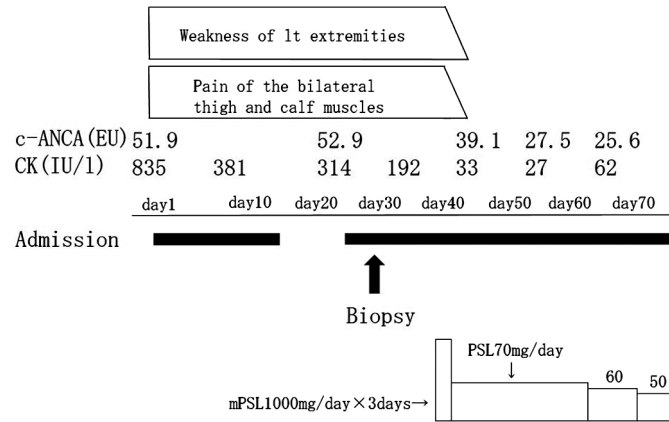 Weakness of lt extremities
Pain of the bilateral
thigh and calf muscles
c-ANCA(EU) 51.9 52.9 39.1 27.5 25.6
CK(IU/l) 835 381 314 192 33 27 62
day1 day10 day20 day30 day40 day50 day60 day70
Admission
Biopsy
PSL70mg/day
↓
60
50
mPSL1000mg/day×3days→